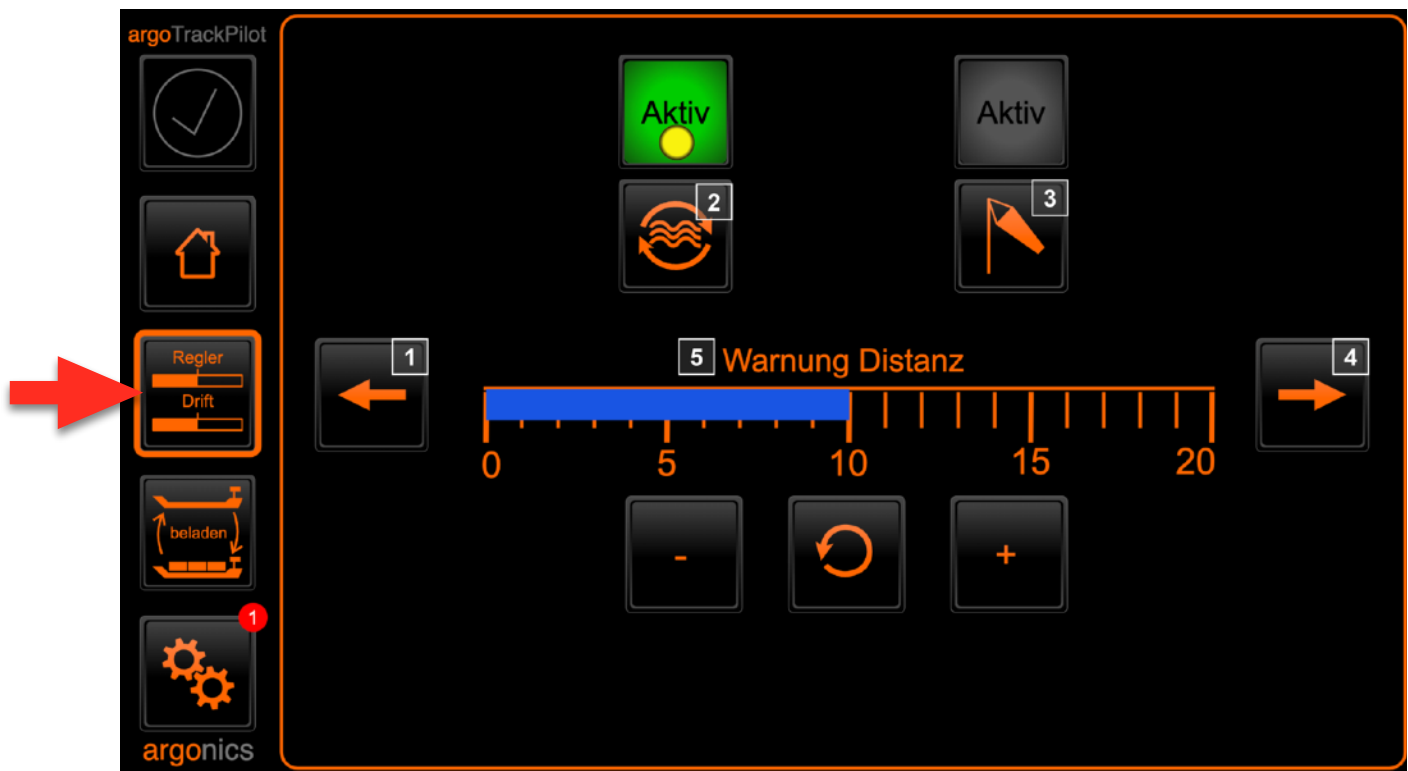 argoTrackPilot
Aktiv
Aktiv
2
3
Regler
Drift
1
5 Warnung Distanz
4
0 5 10 15 20
beladen
- +
1
argonics